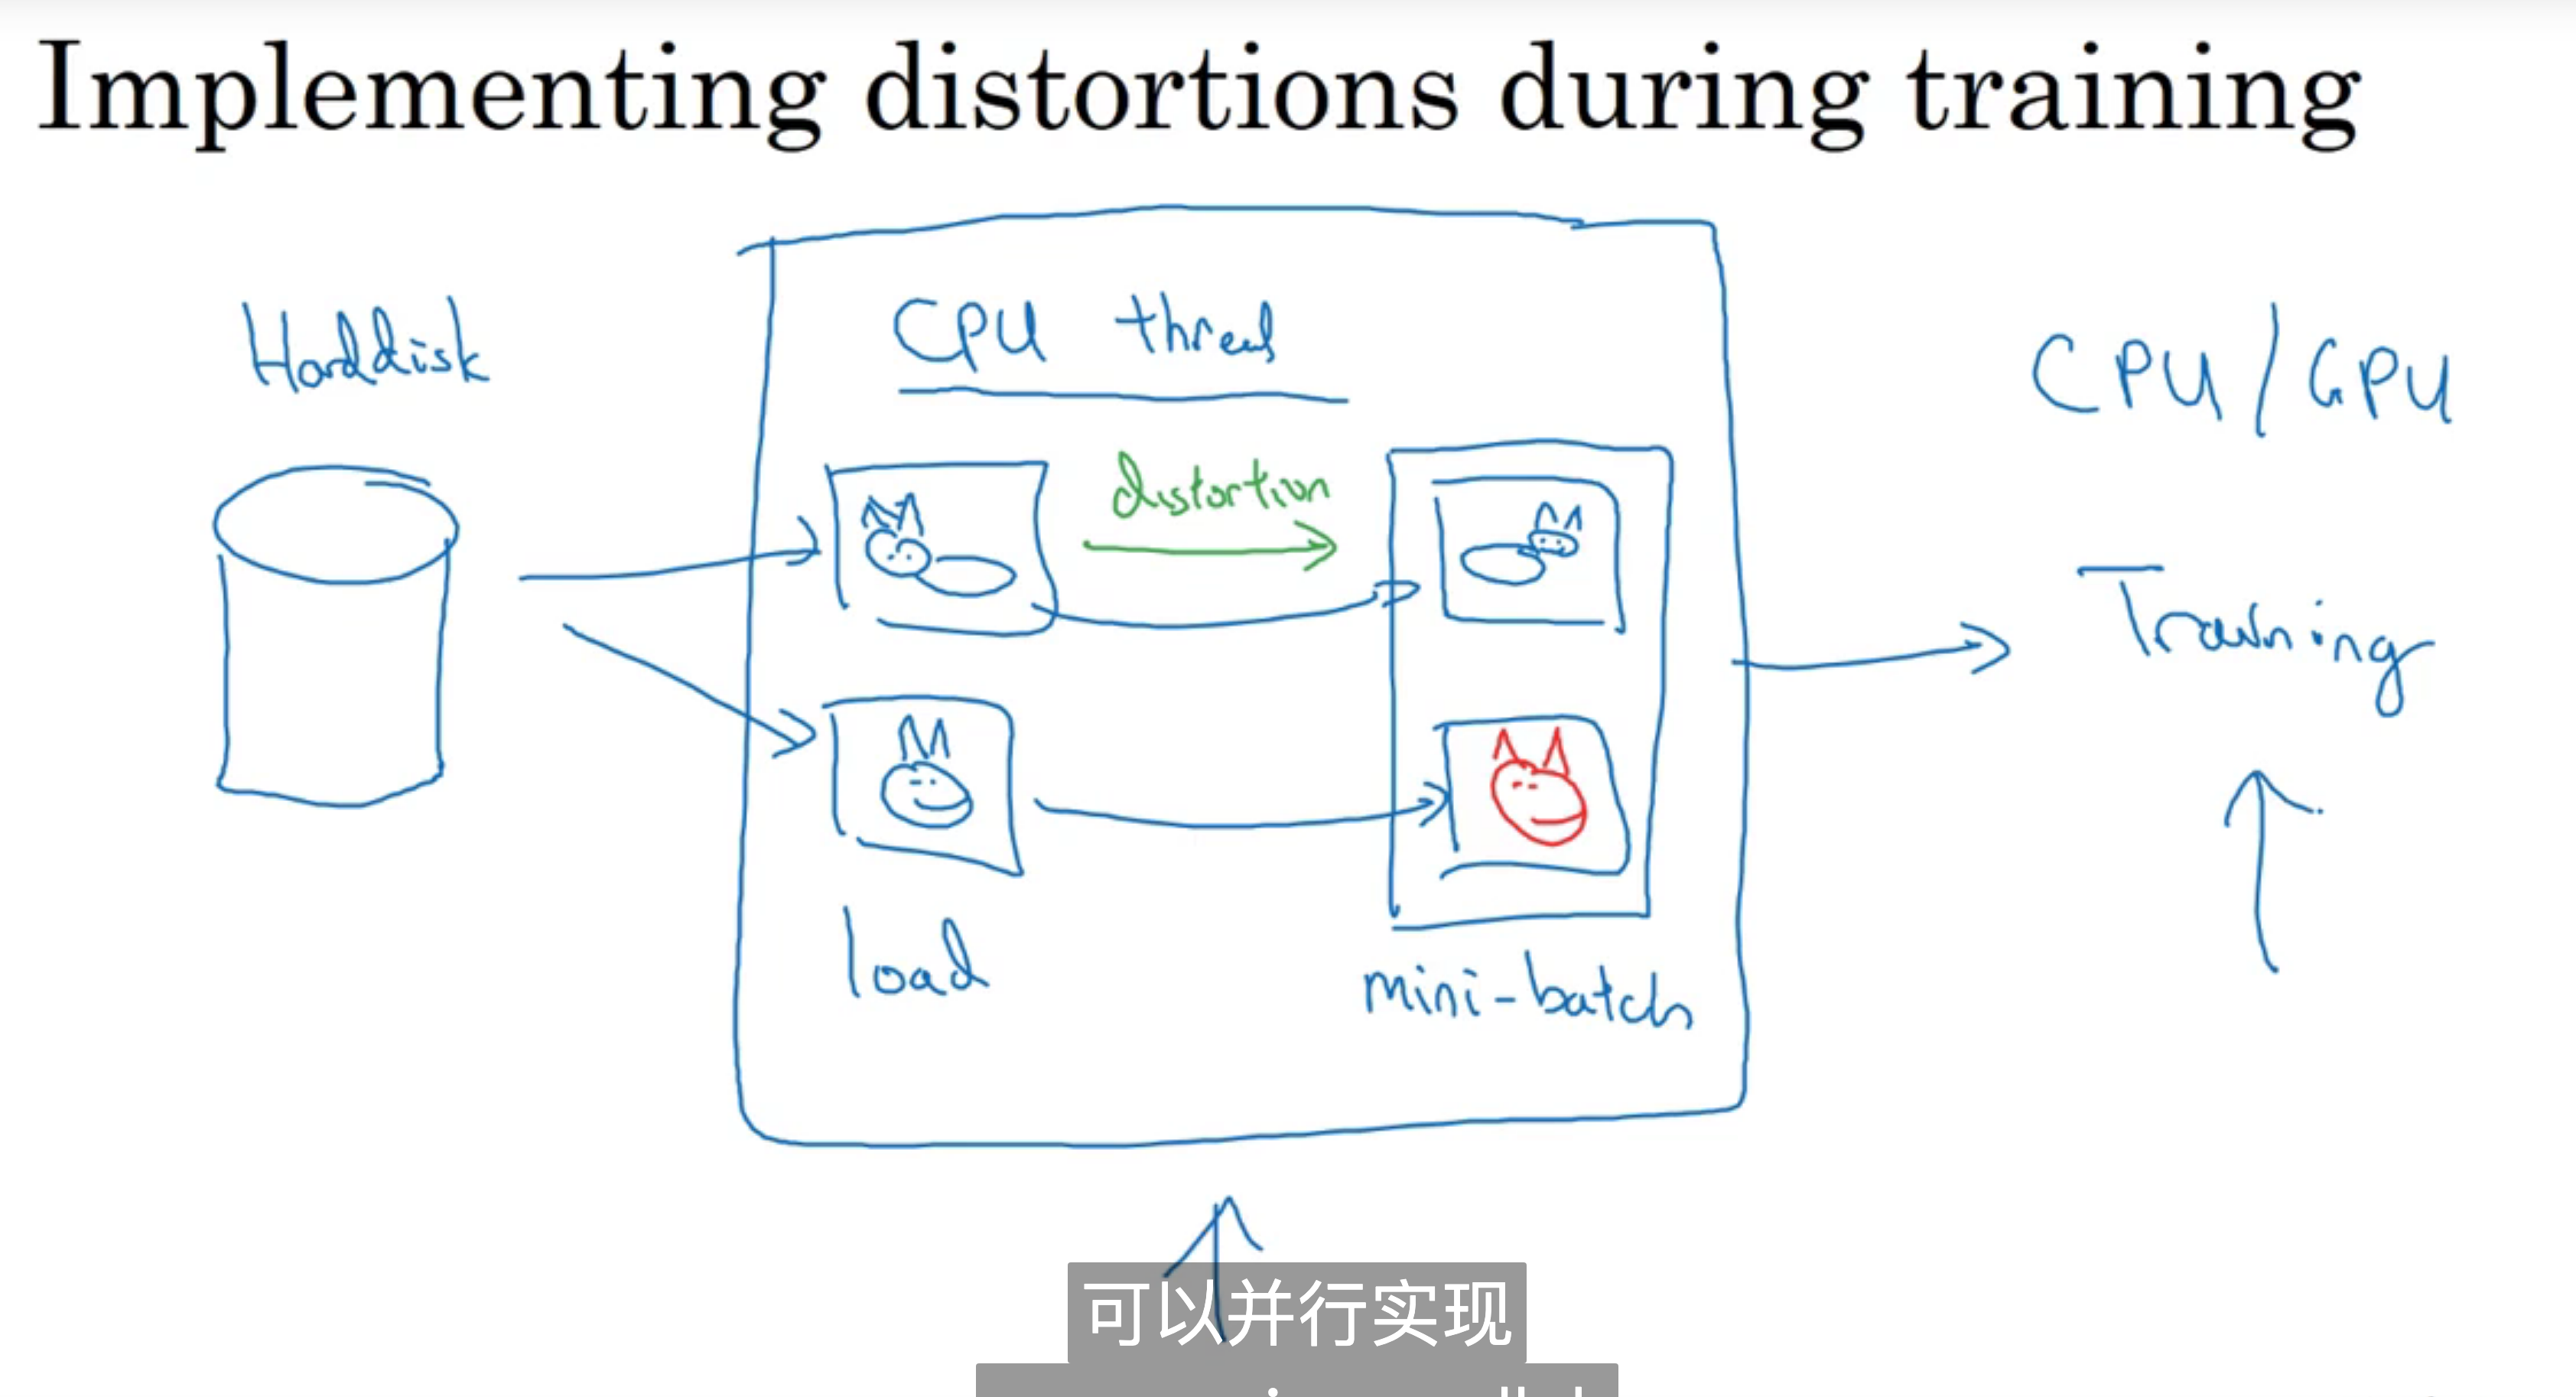 Implementing distortions during training
Harddisk
CPU thread
CPU/GPU
distortion
Training
load
mini-batch
可以并行实现